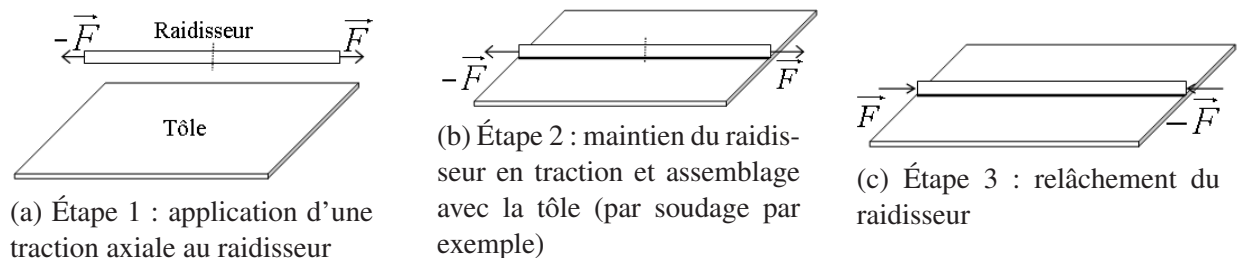 -F Raidisseur F
Tôle
(a) Étape 1 : application d'une
traction axiale au raidisseur
-F F
(b) Étape 2 : maintien du raidis-
seur en traction et assemblage
avec la tôle (par soudage par
exemple)
F -F
(c) Étape 3 : relâchement du
raidisseur